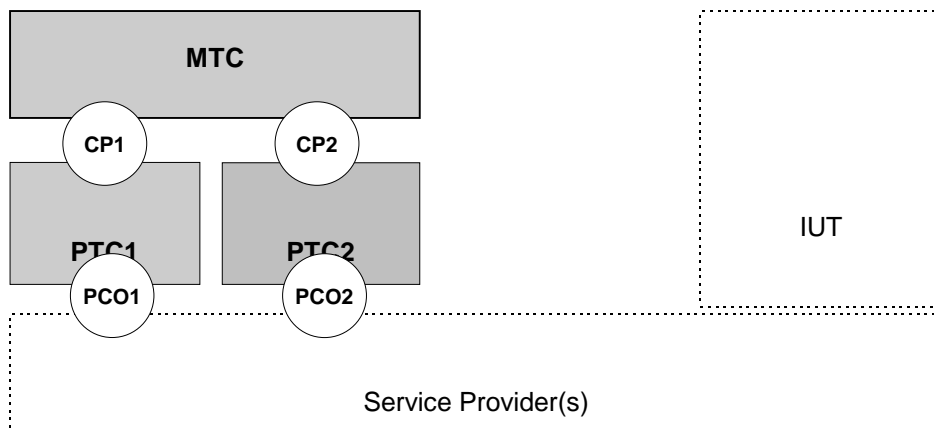 MTC
CP1
CP2
PTC1
PTC2
IUT
PCO1
PCO2
Service Provider(s)